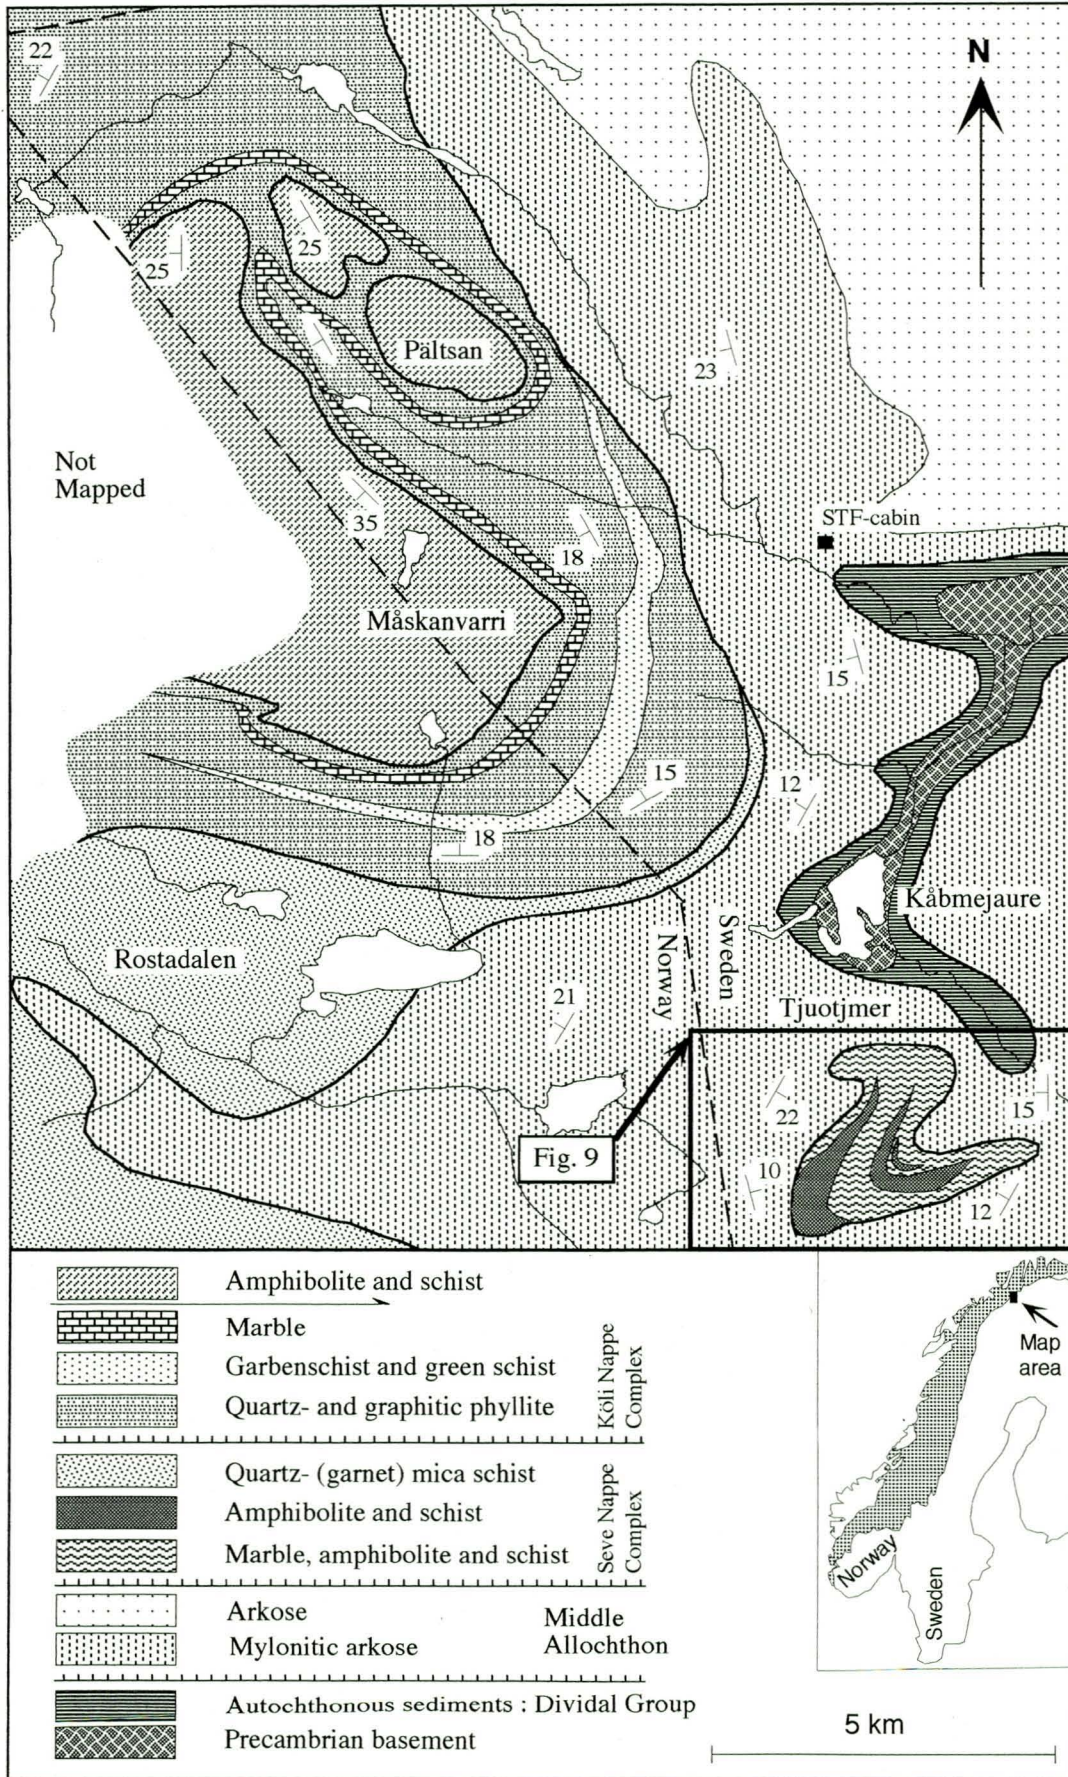 22
N
25
25
Pältsan
23
Not
Mapped
35
STF-cabin
18
Måskanvarri
15
15
12
18
Kåbmejaure
Rostadalen
Norway
Sweden
21
Tjuotjmer
22
15
Fig. 9
10
12
Amphibolite and schist
Marble
Garbenschist and green schist
Quartz- and graphitic phyllite
Köli Nappe
Complex
Quartz- (garnet) mica schist
Amphibolite and schist
Marble, amphibolite and schist
Seve Nappe
Complex
Arkose
Mylonitic arkose
Middle
Allochthon
Autochthonous sediments : Dividal Group
Precambrian basement
Map
area
Norway
Sweden
5 km